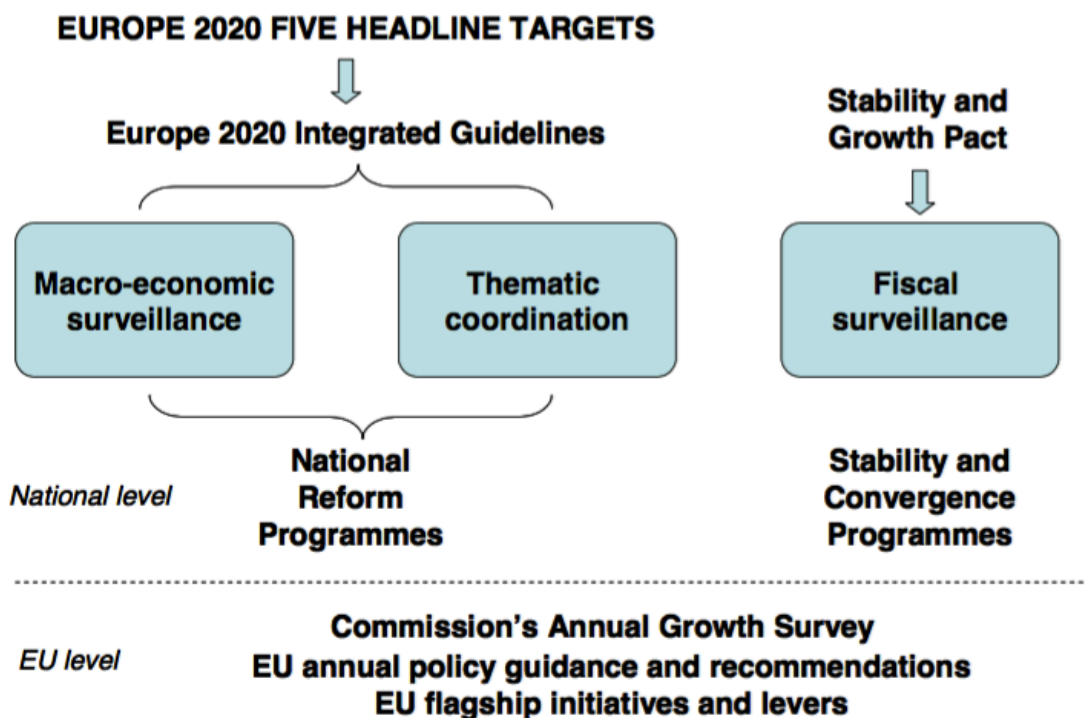 EUROPE 2020 FIVE HEADLINE TARGETS
Europe 2020 Integrated Guidelines
Stability and
Growth Pact
Macro-economic
surveillance
Thematic
coordination
Fiscal
surveillance
National level
National
Reform
Programmes
Stability and
Convergence
Programmes
EU level
Commission's Annual Growth Survey
EU annual policy guidance and recommendations
EU flagship initiatives and levers